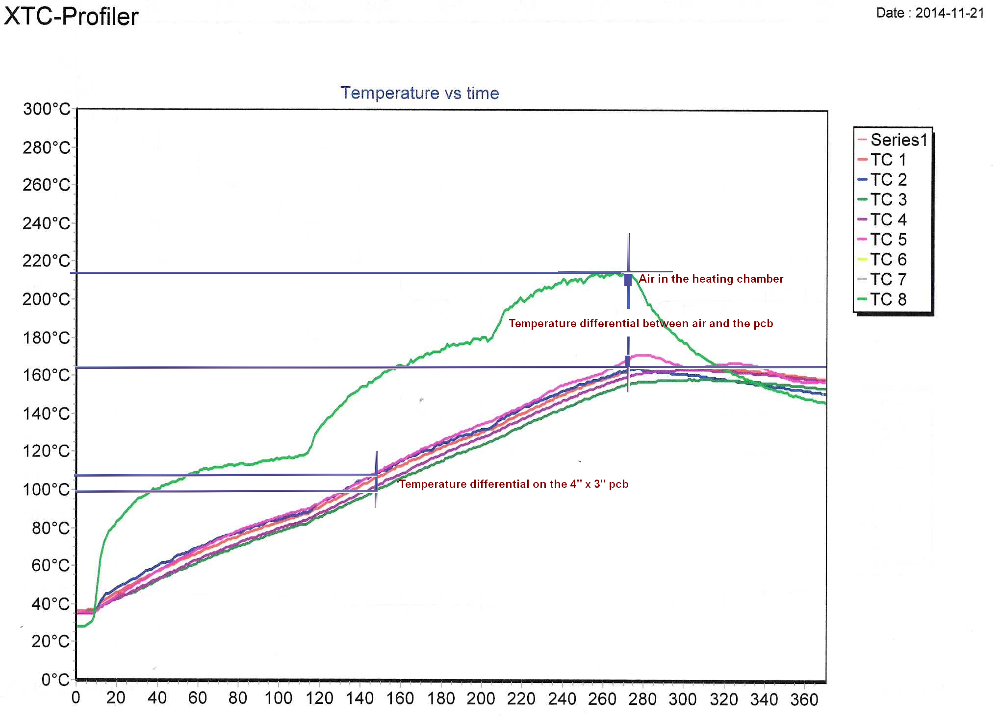 XTC-Profiler
Date : 2014-11-21
Temperature vs time
300°C
280°C
260°C
240°C
220°C
200°C
180°C
160°C
140°C
120°C
100°C
80°C
60°C
40°C
20°C
0°C
0 20 40 60 80 100 120 140 160 180 200 220 240 260 280 300 320 340 360
Series1
TC 1
TC 2
TC 3
TC 4
TC 5
TC 6
TC 7
TC 8
Air in the heating chamber
Temperature differential between air and the pcb
Temperature differential on the 4" x 3" pcb